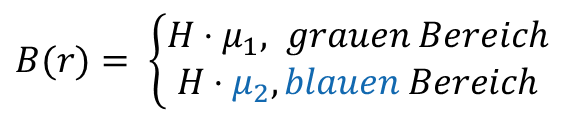 B(r) = { H · μ₁, grauen Bereich
H · μ₂, blauen Bereich